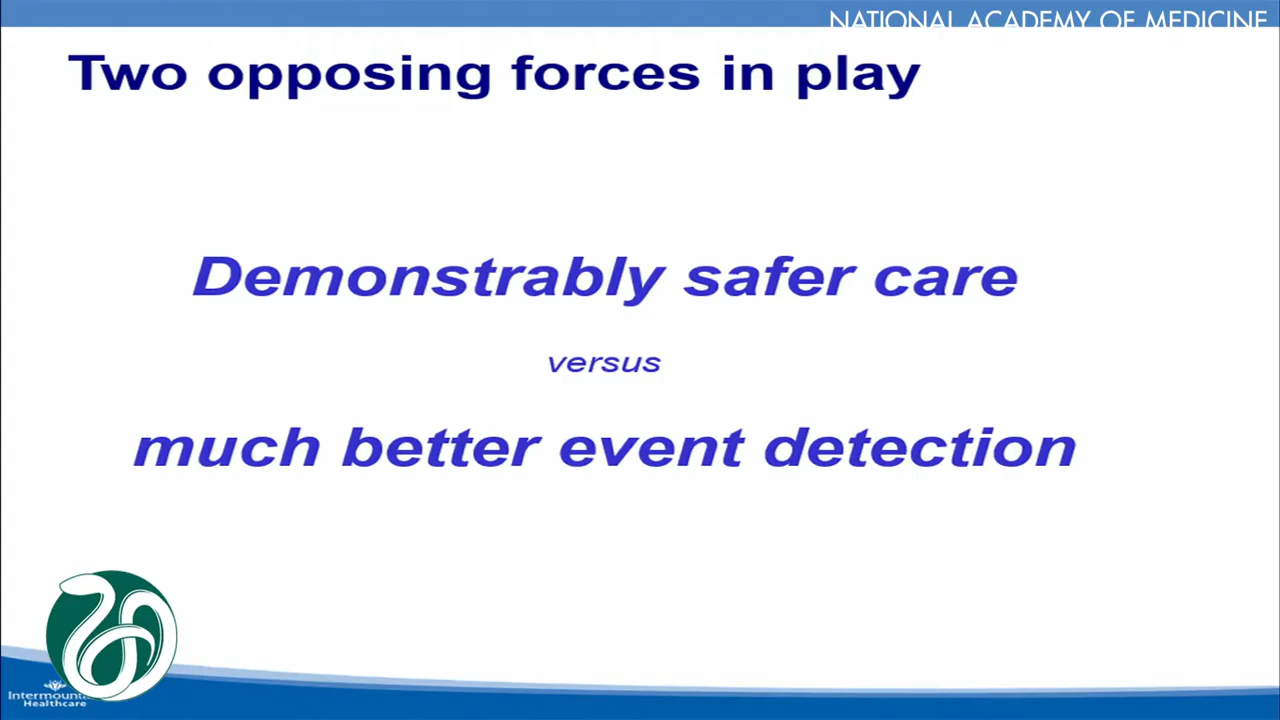 NATIONAL ACADEMY OF MEDICINE
Two opposing forces in play
Demonstrably safer care
versus
much better event detection
Healthcare